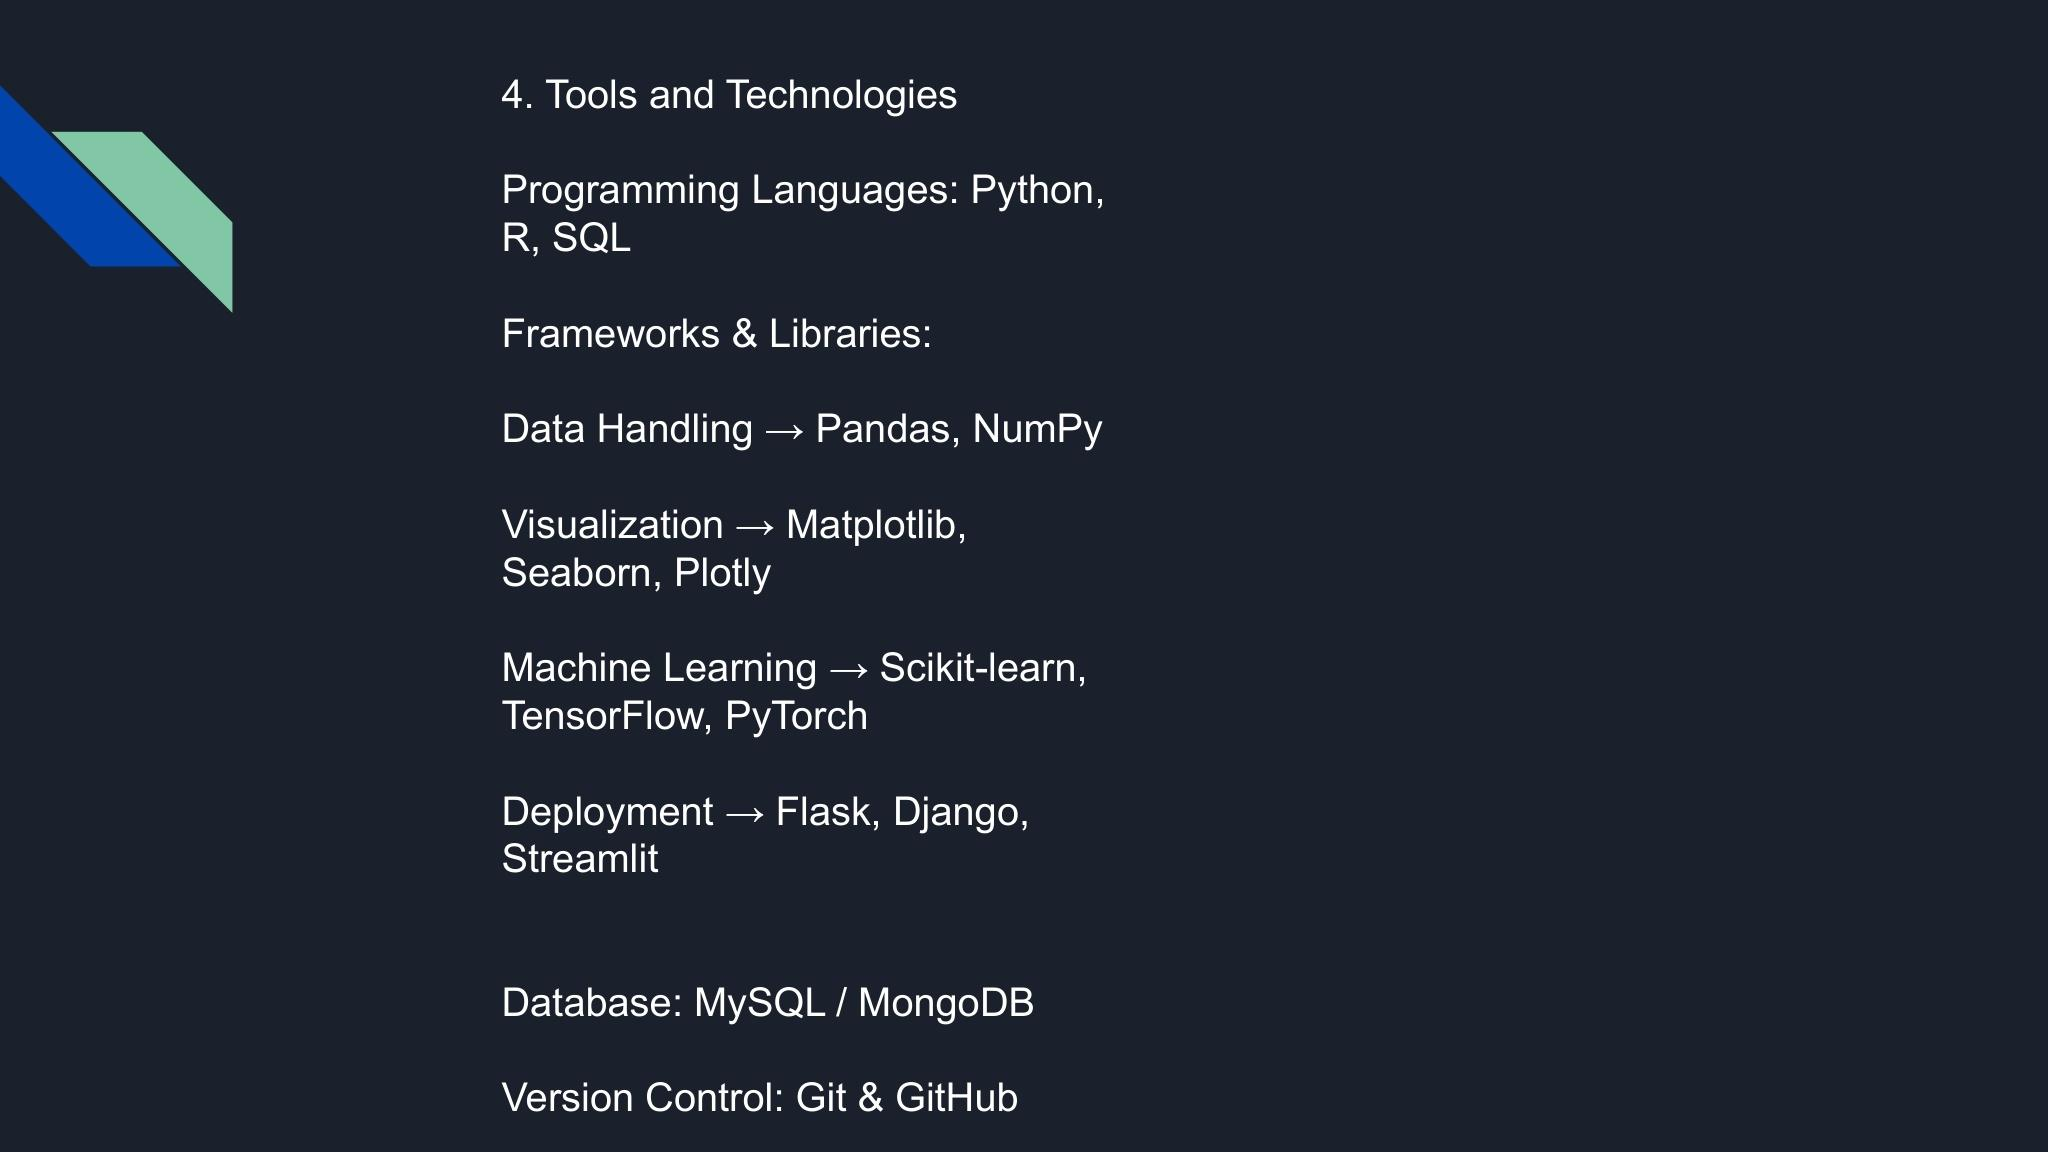 4. Tools and Technologies
Programming Languages: Python,
R, SQL
Frameworks & Libraries:
Data Handling → Pandas, NumPy
Visualization → Matplotlib,
Seaborn, Plotly
Machine Learning → Scikit-learn,
TensorFlow, PyTorch
Deployment → Flask, Django,
Streamlit
Database: MySQL / MongoDB
Version Control: Git & GitHub